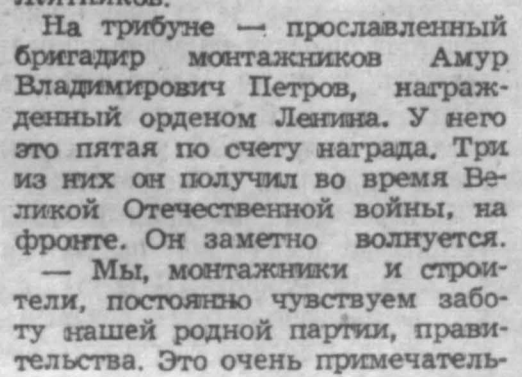 На трибуне — прославленный
бригадир монтажников Амур
Владимирович Петров, награж-
денный орденом Ленина. У него
это пятая по счету награда. Три
из них он получил во время Ве-
ликой Отечественной войны, на
фронте. Он заметно волнуется.
— Мы, монтажники и строи-
тели, постоянно чувствуем забо-
ту нашей родной партии, прави-
тельства. Это очень примечатель-